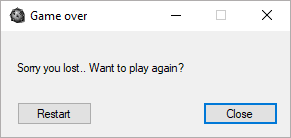 Game over
Sorry you lost.. Want to play again?
Restart
Close